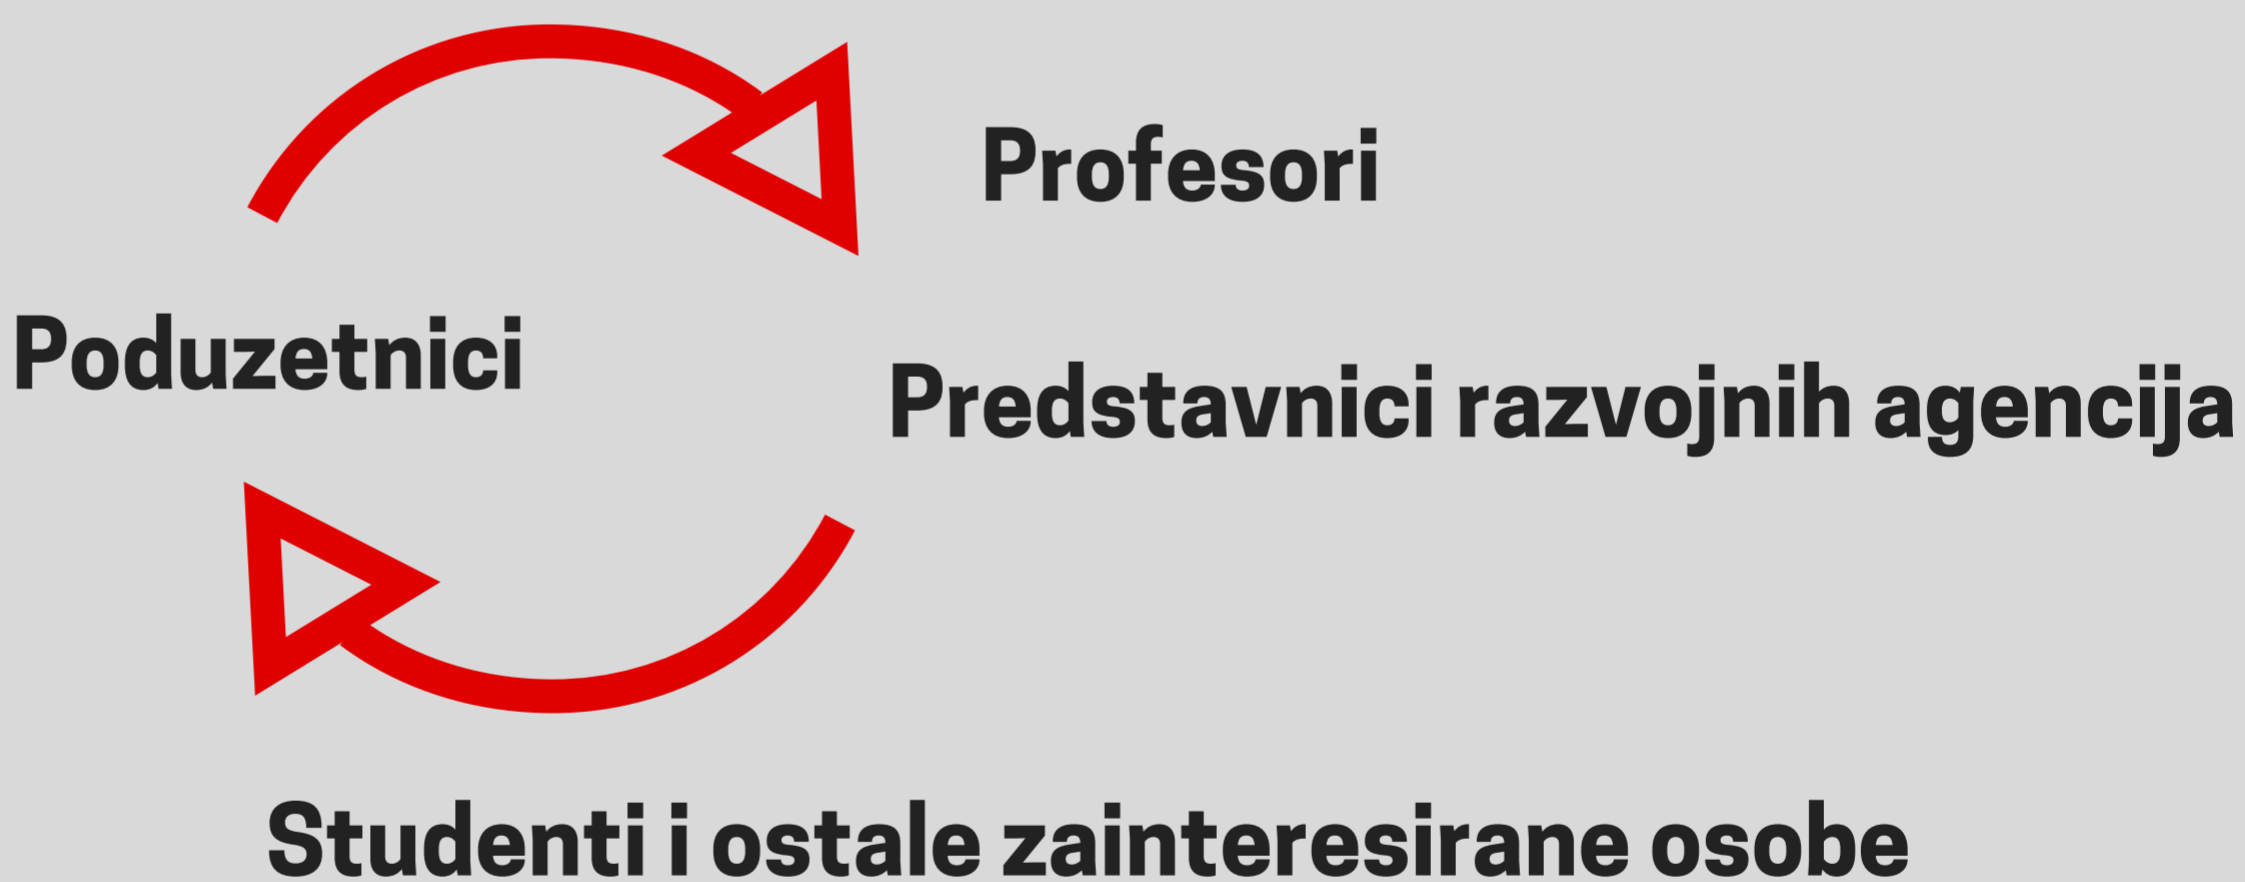 Profesori
Poduzetnici
Predstavnici razvojnih agencija
Studenti i ostale zainteresirane osobe